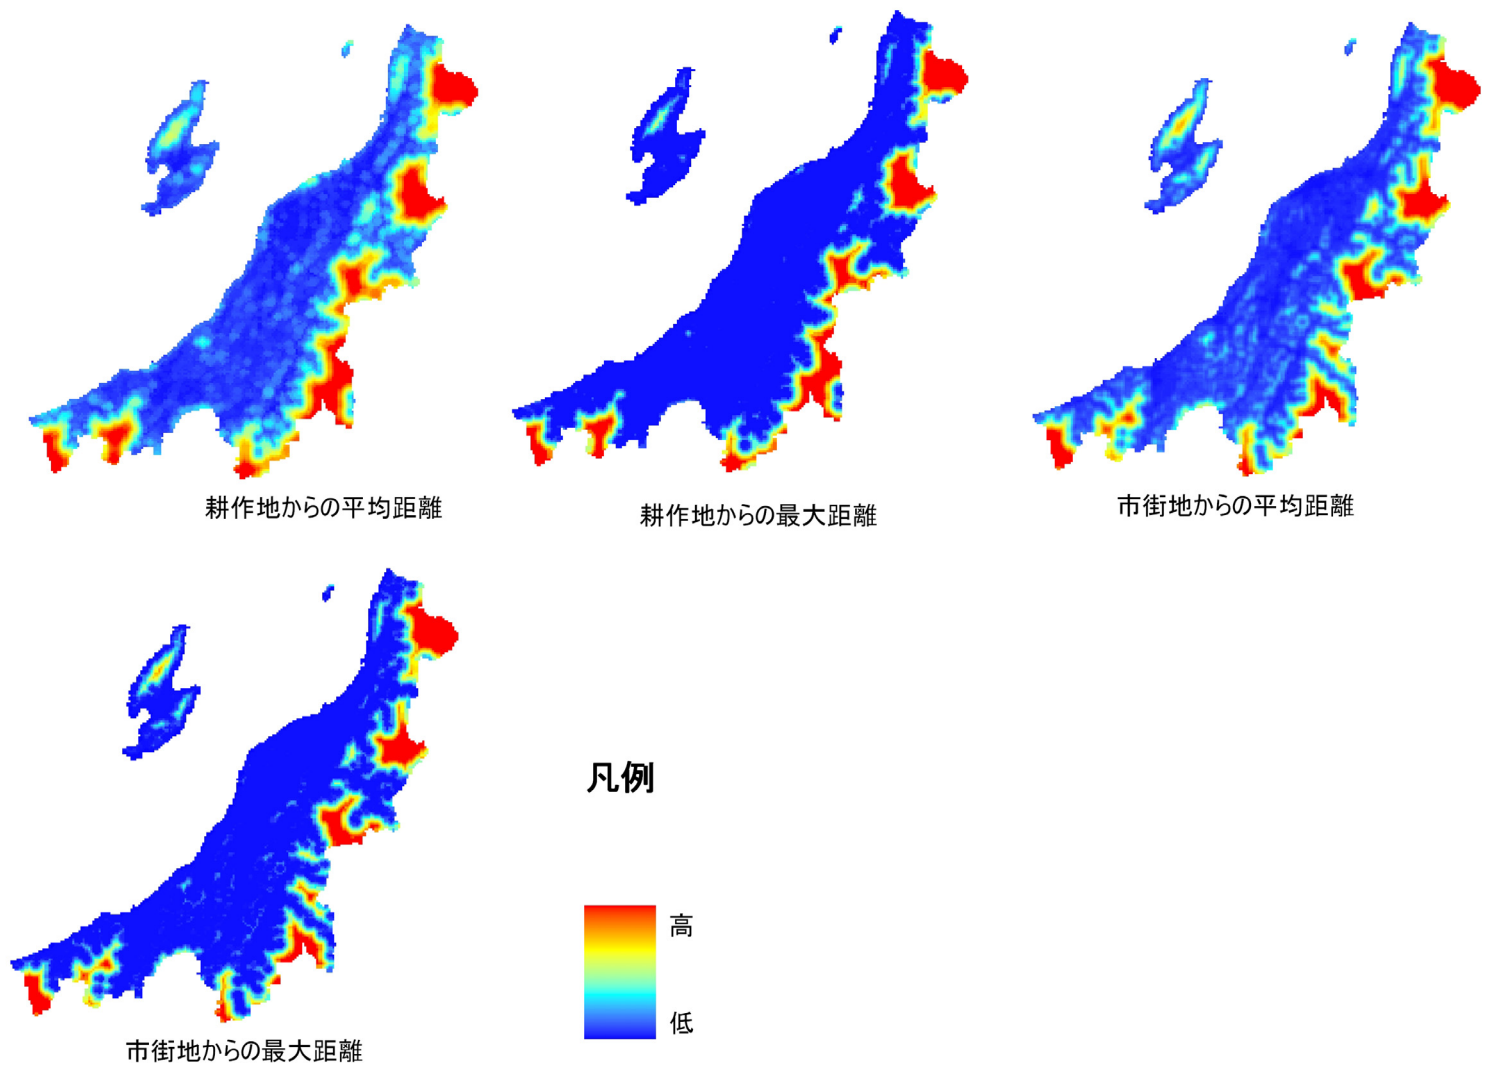 耕作地からの平均距離
耕作地からの最大距離
市街地からの平均距離
市街地からの最大距離
凡例
高
低